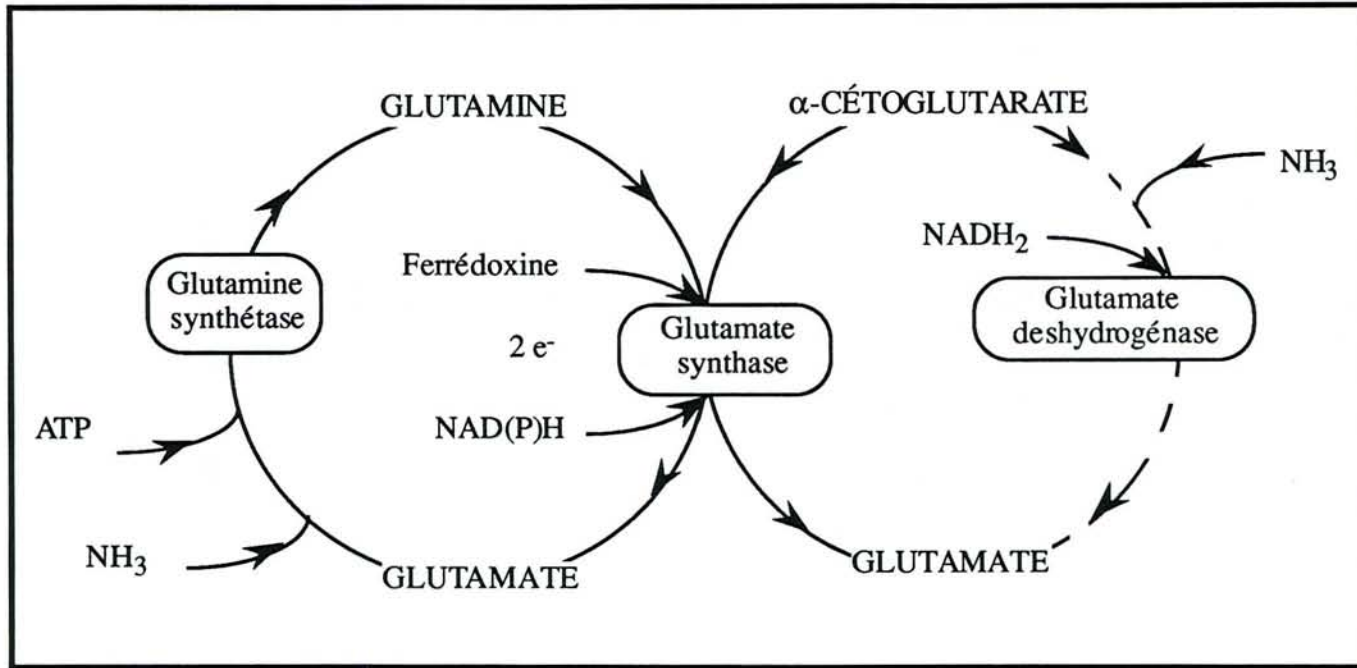 GLUTAMINE
α-CÉTOGLUTARATE
NH₃
NADH₂
Ferrédoxine
Glutamine
synthétase
Glutamate
synthase
Glutamate
deshydrogénase
2 e⁻
ATP
NAD(P)H
NH₃
GLUTAMATE
GLUTAMATE